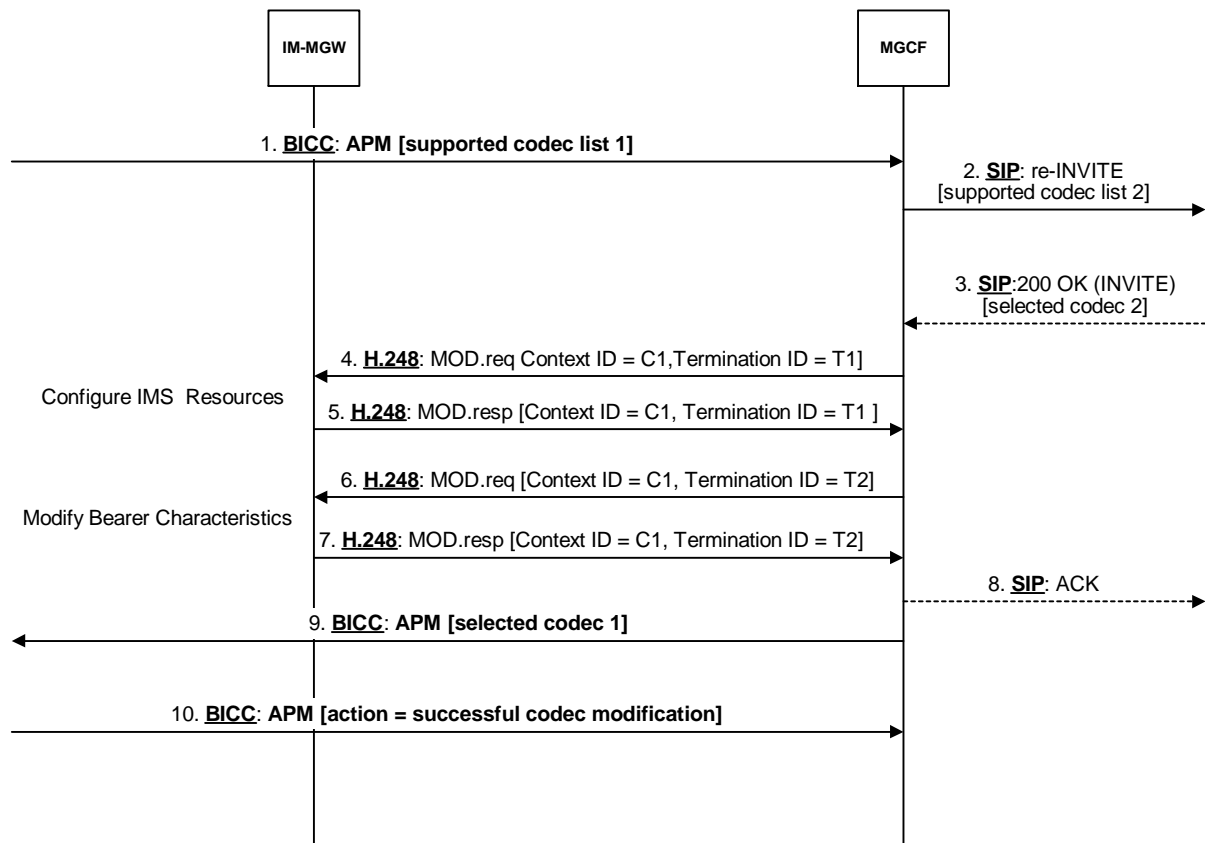 IM-MGW
MGCF
1. BICC: APM [supported codec list 1]
2. SIP: re-INVITE
[supported codec list 2]
3. SIP:200 OK (INVITE)
[selected codec 2]
4. H.248: MOD.req Context ID = C1,Termination ID = T1]
Configure IMS  Resources
5. H.248: MOD.resp [Context ID = C1, Termination ID = T1 ]
6. H.248: MOD.req [Context ID = C1, Termination ID = T2]
Modify Bearer Characteristics
7. H.248: MOD.resp [Context ID = C1, Termination ID = T2]
8. SIP: ACK
9. BICC: APM [selected codec 1]
10. BICC: APM [action = successful codec modification]